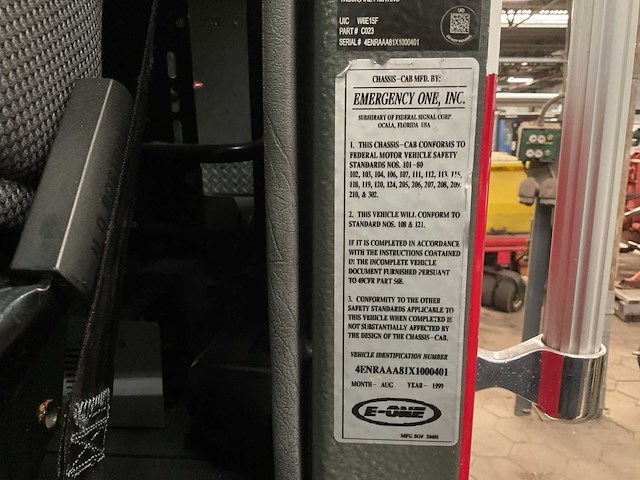 UIC W6E15F
PART# C023
SERIAL# 4ENRAAA81X1000401
CHASSIS-CAB MFD. BY:
EMERGENCY ONE, INC.
SUBSIDIARY OF FEDERAL SIGNAL CORP.
OCALA, FLORIDA USA
1. THIS CHASSIS-CAB CONFORMS TO
FEDERAL MOTOR VEHICLE SAFETY
STANDARDS NOS. 101-80
102, 103, 104, 106, 107, 111, 112, 113, 115,
118, 119, 120, 124, 205, 206, 207, 208, 209,
210, & 302.
2. THIS VEHICLE WILL CONFORM TO
STANDARD NOS. 108 & 121.
IF IT IS COMPLETED IN ACCORDANCE
WITH THE INSTRUCTIONS CONTAINED
IN THE INCOMPLETE VEHICLE
DOCUMENT FURNISHED PURSUANT
TO 49CFR PART 568.
3. CONFORMITY TO THE OTHER
SAFETY STANDARDS APPLICABLE TO
THIS VEHICLE WHEN COMPLETED IS
NOT SUBSTANTIALLY AFFECTED BY
THE DESIGN OF THE CHASSIS-CAB.
VEHICLE IDENTIFICATION NUMBER
4ENRAAA81X1000401
MONTH- AUG YEAR- 1999
E-ONE
MFG SO#